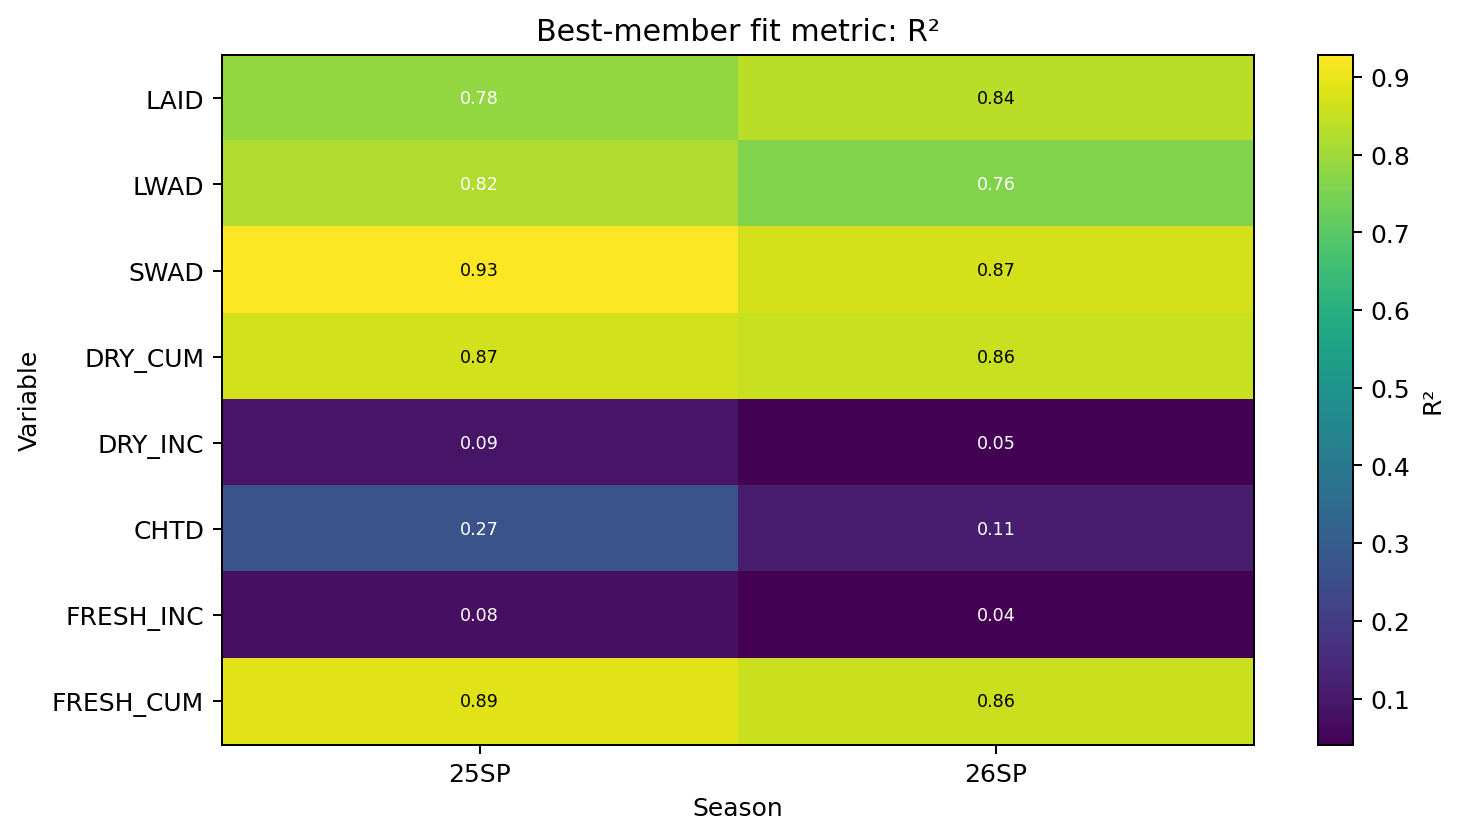 Best-member fit metric: R²
LAID 0.78 0.84
LWAD 0.82 0.76
SWAD 0.93 0.87
DRY_CUM 0.87 0.86
DRY_INC 0.09 0.05
CHTD 0.27 0.11
FRESH_INC 0.08 0.04
FRESH_CUM 0.89 0.86
25SP 26SP
Season
Variable
0.9
0.8
0.7
0.6
0.5
0.4
0.3
0.2
0.1
R²